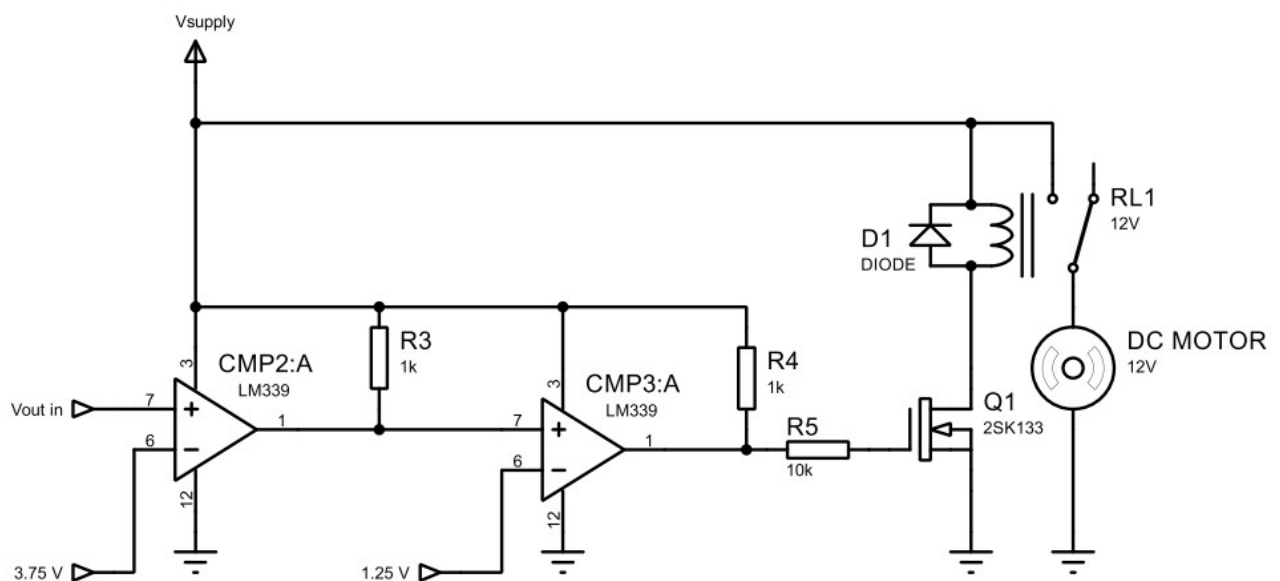 Vsupply
RL1
12V
D1
DIODE
R3
1k
3
CMP2:A
LM339
R4
1k
3
CMP3:A
LM339
DC MOTOR
12V
Vout in
7
+
1
6
−
12
7
+
1
6
−
12
R5
10k
Q1
2SK133
3.75 V
1.25 V